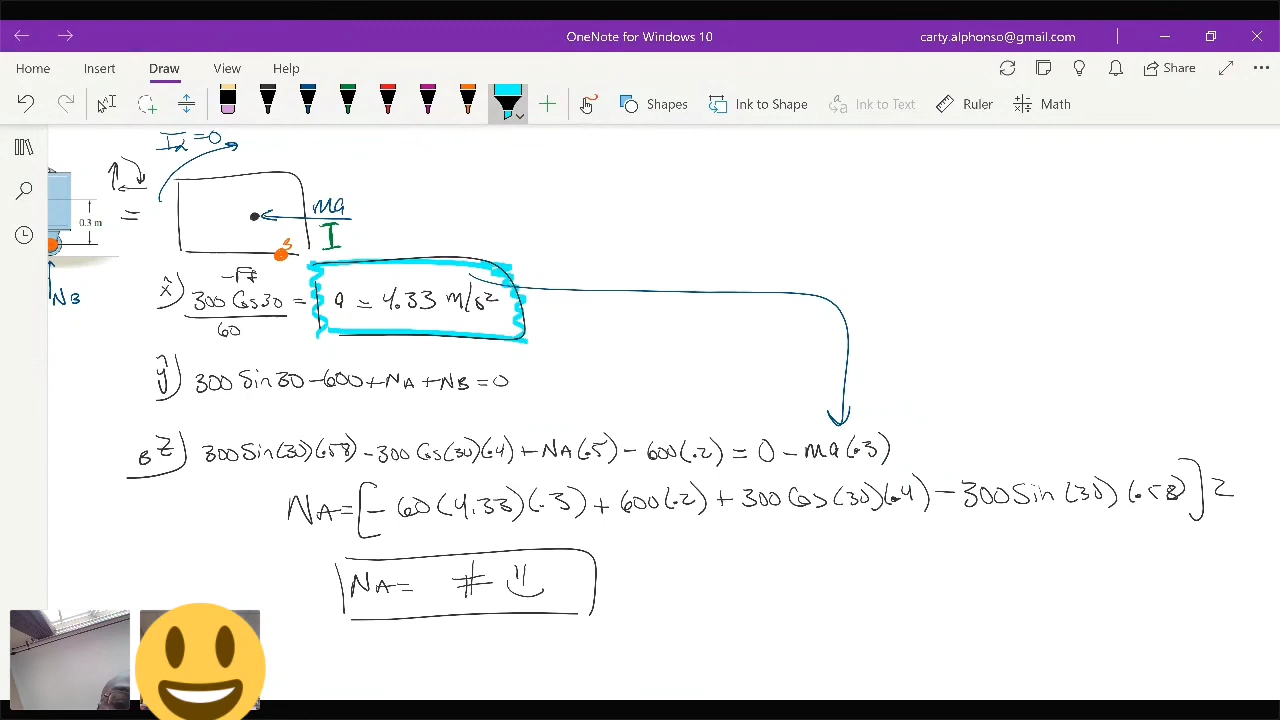 OneNote for Windows 10
carty.alphonso@gmail.com
Home Insert Draw View Help
Share
Shapes
Ink to Shape
Ink to Text
Ruler
Math
Iα=0
0.3 m
=
ma
I
NB
x̂) 300 Cos30 / 60 = a = 4.33 m/s²
ŷ) 300 Sin 30 - 600 + NA + NB = 0
B Z) 300 Sin(30)(.58) - 300 Cos(30)(.4) + NA(.5) - 600(.2) = 0 - ma(.3)
NA = [- 60(4.33)(.3) + 600(.2) + 300 Cos(30)(.4) - 300 Sin(30)(.58)] 2
NA = #